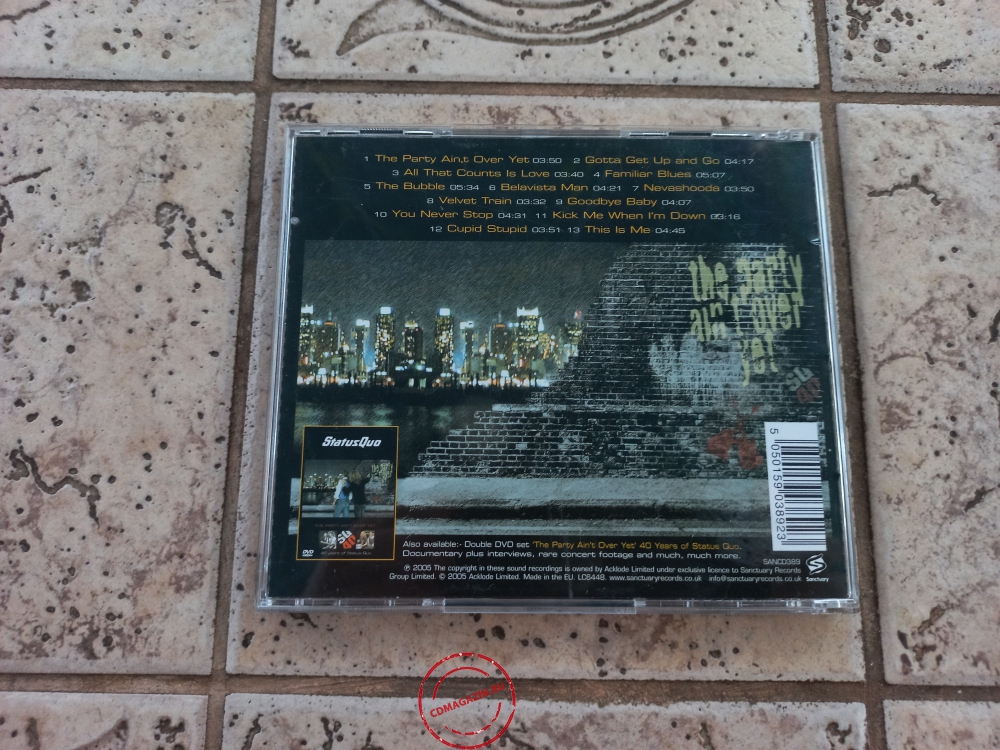 1 The Party Ain,t Over Yet 03:50 2 Gotta Get Up and Go 04:17
3 All That Counts Is Love 03:40 4 Familiar Blues 05:07
5 The Bubble 05:34 6 Belavista Man 04:21 7 Nevashooda 03:50
8 Velvet Train 03:32 9 Goodbye Baby 04:07
10 You Never Stop 04:31 11 Kick Me When I'm Down 03:16
12 Cupid Stupid 03:51 13 This Is Me 04:45
the party
ain't over
yet
StatusQuo
DVD
40 years of Status Quo
5 050159 038923
Also available:- Double DVD set 'The Party Ain't Over Yet' 40 Years of Status Quo.
Documentary plus interviews, rare concert footage and much, much more.
SANCD389
℗ 2005 The copyright in these sound recordings is owned by Acklode Limited under exclusive licence to Sanctuary Records
Group Limited. © 2005 Acklode Limited. Made in the EU. LC6448. www.sanctuaryrecords.co.uk info@sanctuaryrecords.co.uk
Sanctuary